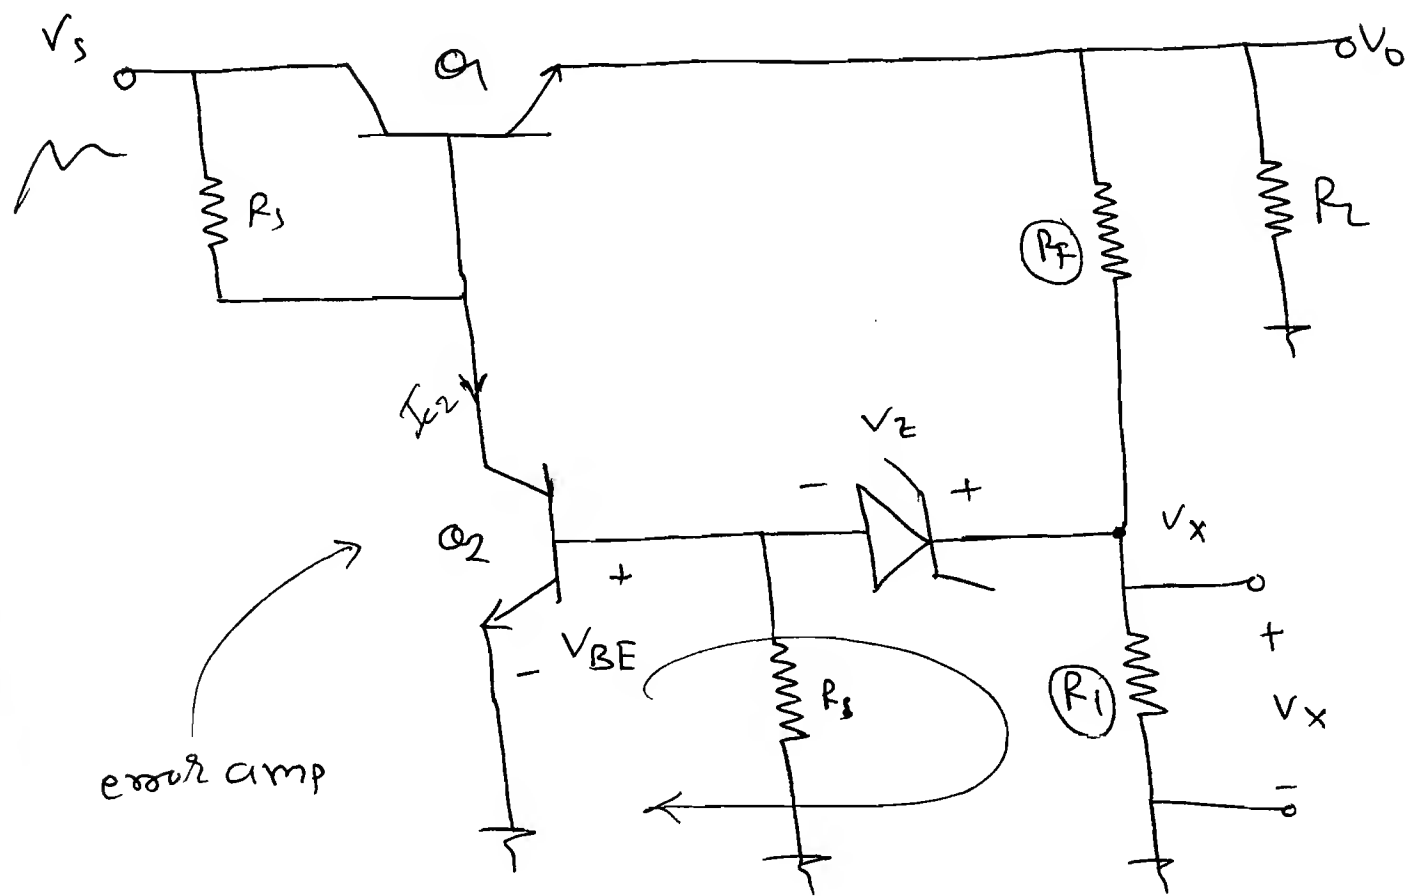 Vs
Q1
Vo
Rs
RF
RL
Ic2
VZ
- +
Vx
Q2
+
VBE
-
Rs
R1
+
Vx
-
error amp